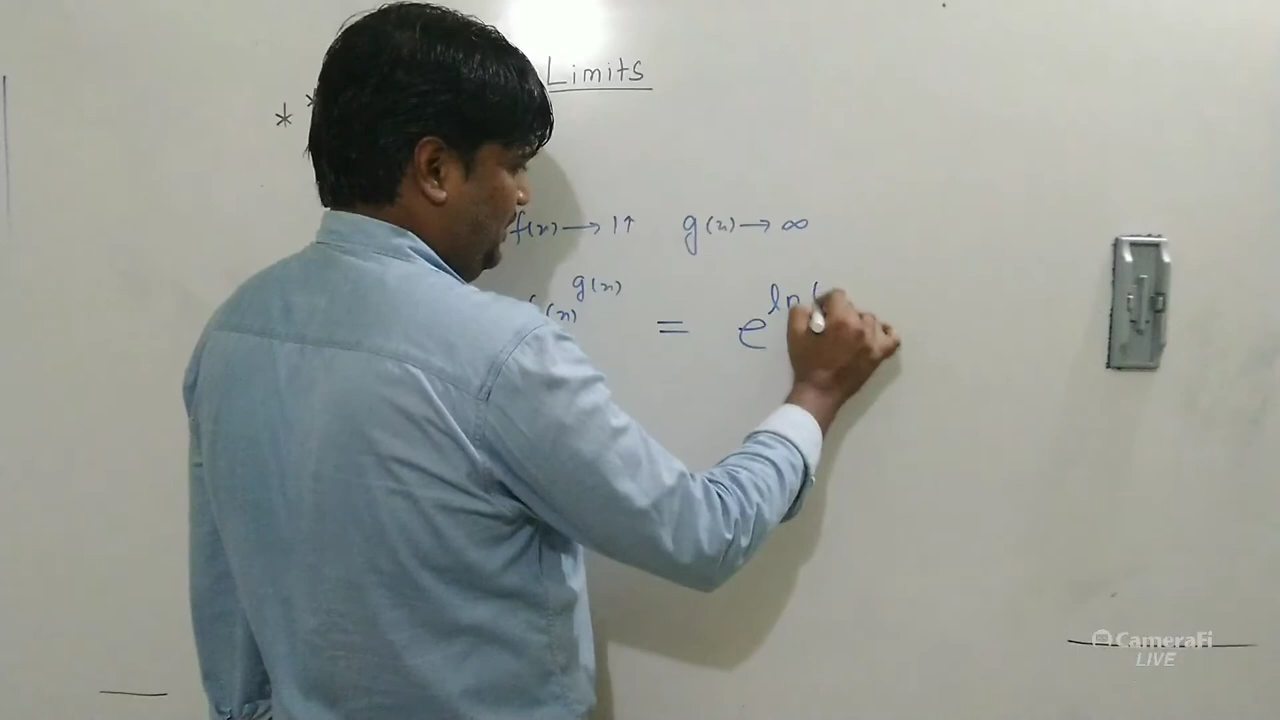 Limits
*
f(x) → 1↑ g(x) → ∞
(x)^g(x) = e^ln(
CameraFi
LIVE